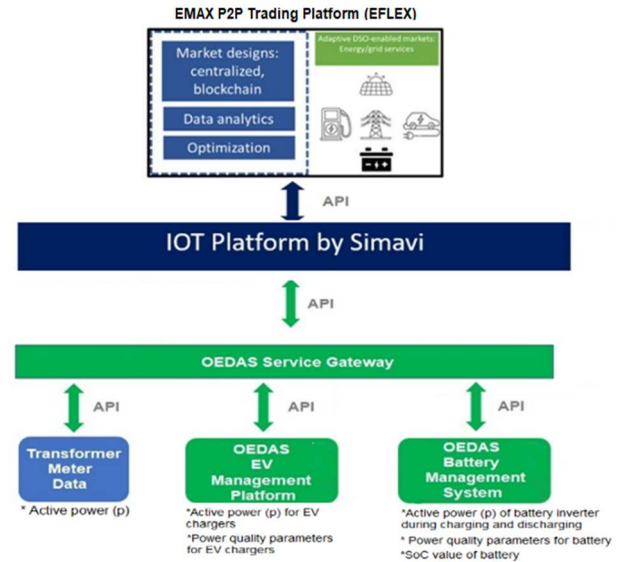 EMAX P2P Trading Platform (EFLEX)
Market designs:
centralized,
blockchain
Data analytics
Optimization
Adaptive DSO-enabled markets:
Energy/grid services
API
IOT Platform by Simavi
API
OEDAS Service Gateway
API
API
API
Transformer
Meter
Data
* Active power (p)
OEDAS
EV
Management
Platform
*Active power (p) for EV
chargers
*Power quality parameters
for EV chargers
OEDAS
Battery
Management
System
*Active power (p) of battery inverter
during charging and discharging
* Power quality parameters for battery
*SoC value of battery